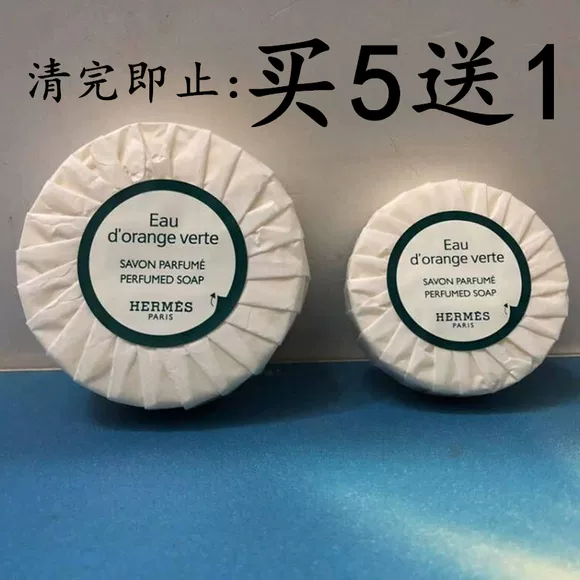 清完即止:买5送1
Eau
d'orange verte
SAVON PARFUMÉ
PERFUMED SOAP
HERMÈS
PARIS
Eau
d'orange verte
SAVON PARFUMÉ
PERFUMED SOAP
HERMÈS
PARIS